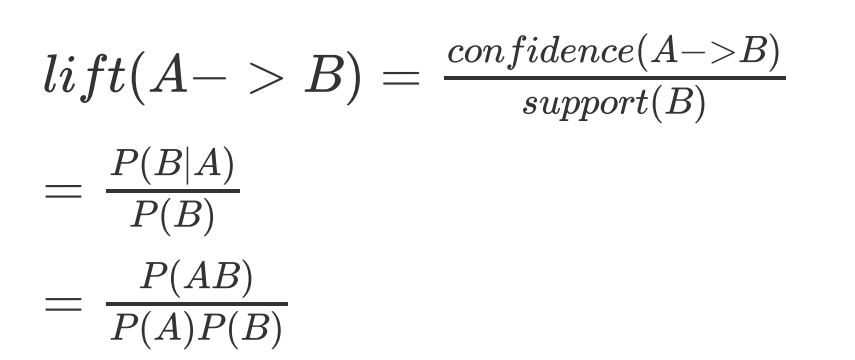 lift(A− > B) = confidence(A−>B) / support(B)
= P(B|A) / P(B)
= P(AB) / P(A)P(B)